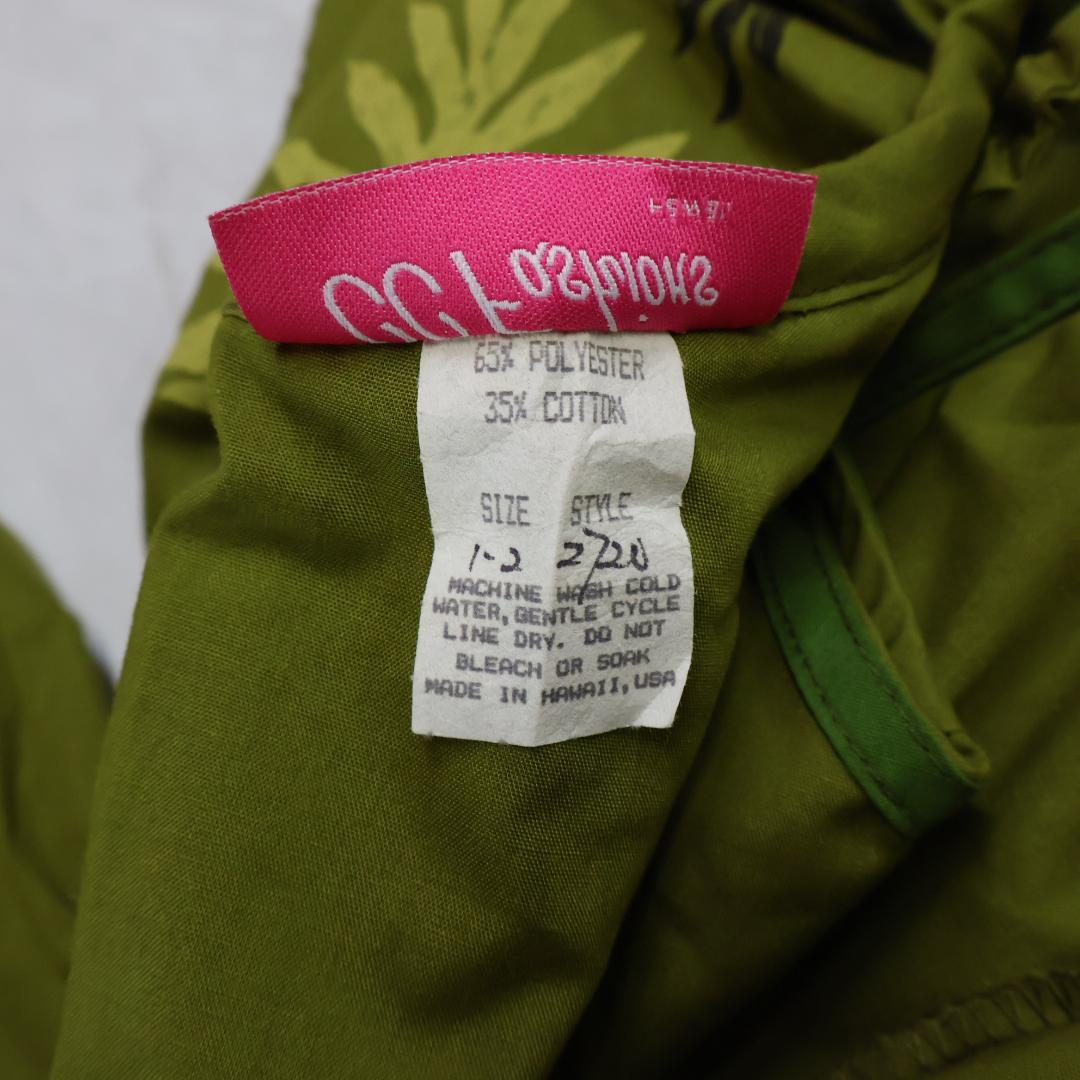 CC Fashions
65% POLYESTER
35% COTTON
SIZE STYLE
1-2 2720
MACHINE WASH COLD
WATER, GENTLE CYCLE
LINE DRY. DO NOT
BLEACH OR SOAK
MADE IN HAWAII, USA